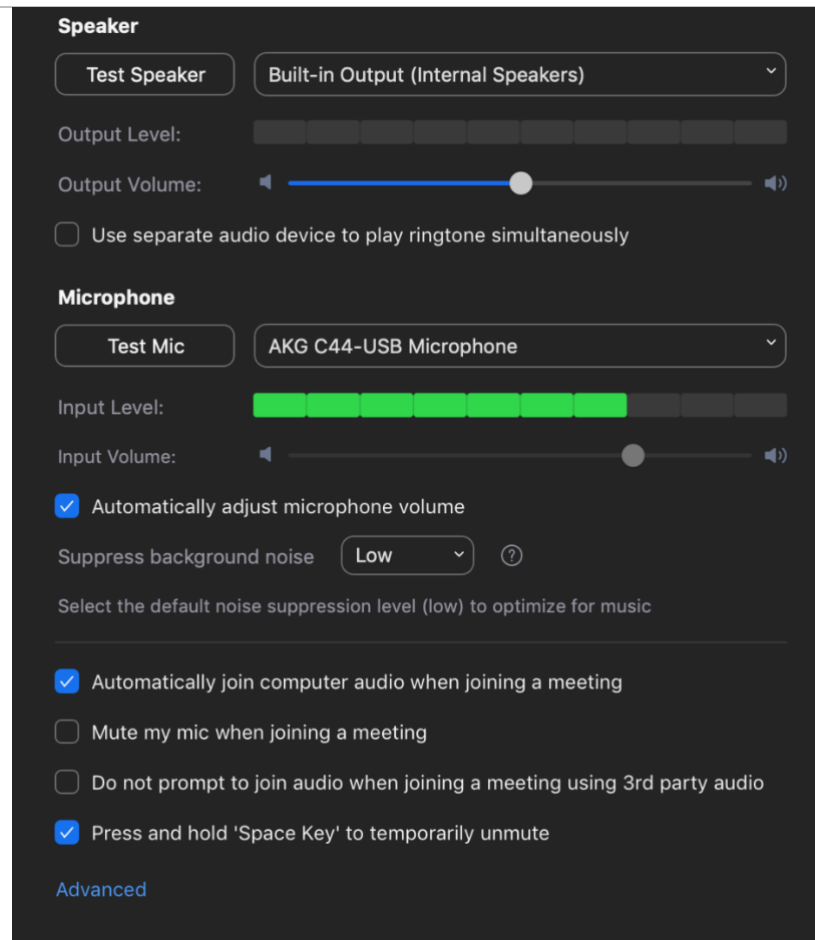 Speaker
Test Speaker Built-in Output (Internal Speakers)
Output Level:
Output Volume:
Use separate audio device to play ringtone simultaneously
Microphone
Test Mic AKG C44-USB Microphone
Input Level:
Input Volume:
Automatically adjust microphone volume
Suppress background noise Low ?
Select the default noise suppression level (low) to optimize for music
Automatically join computer audio when joining a meeting
Mute my mic when joining a meeting
Do not prompt to join audio when joining a meeting using 3rd party audio
Press and hold 'Space Key' to temporarily unmute
Advanced